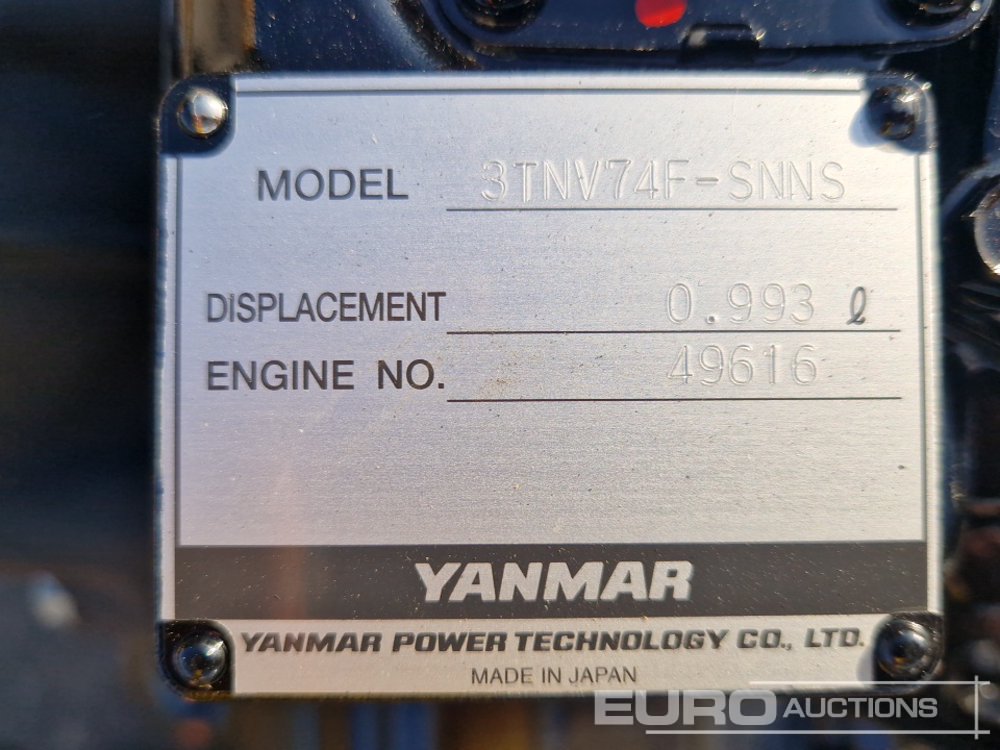 MODEL 3TNV74F-SNNS
DISPLACEMENT 0.993 ℓ
ENGINE NO. 49616
YANMAR
YANMAR POWER TECHNOLOGY CO., LTD.
MADE IN JAPAN
EURO AUCTIONS